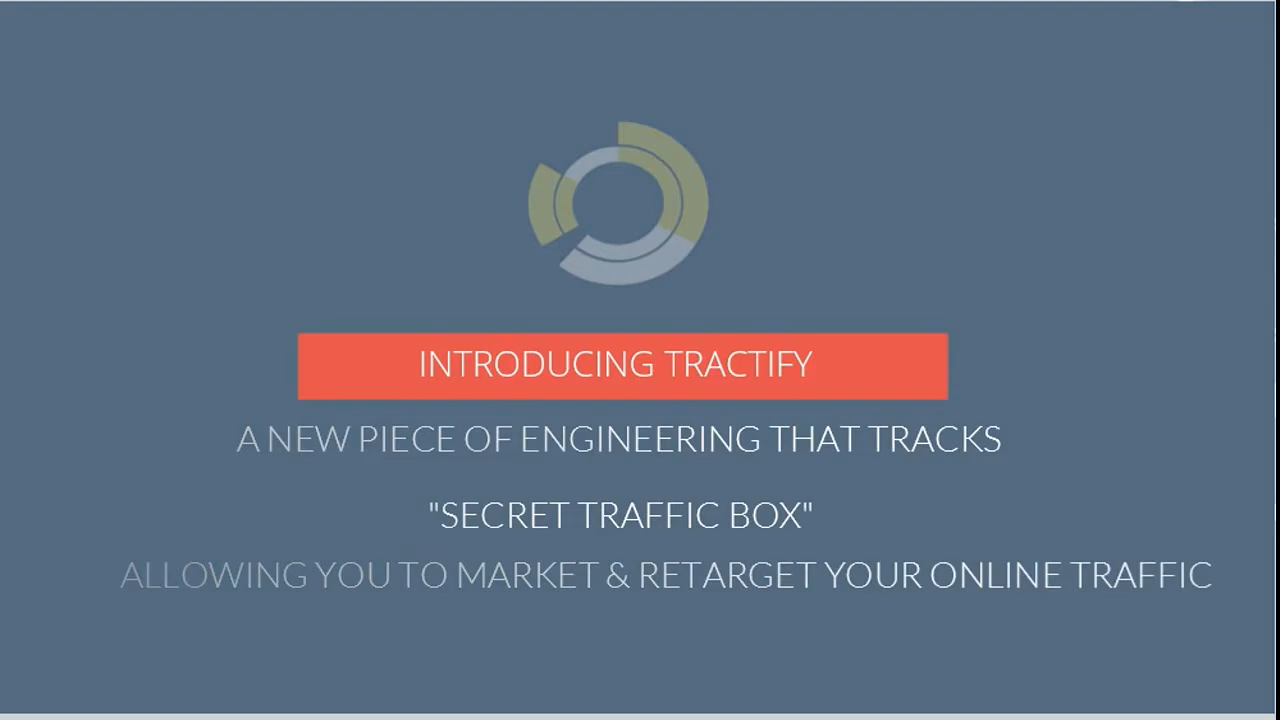 INTRODUCING TRACTIFY
A NEW PIECE OF ENGINEERING THAT TRACKS
"SECRET TRAFFIC BOX"
ALLOWING YOU TO MARKET & RETARGET YOUR ONLINE TRAFFIC